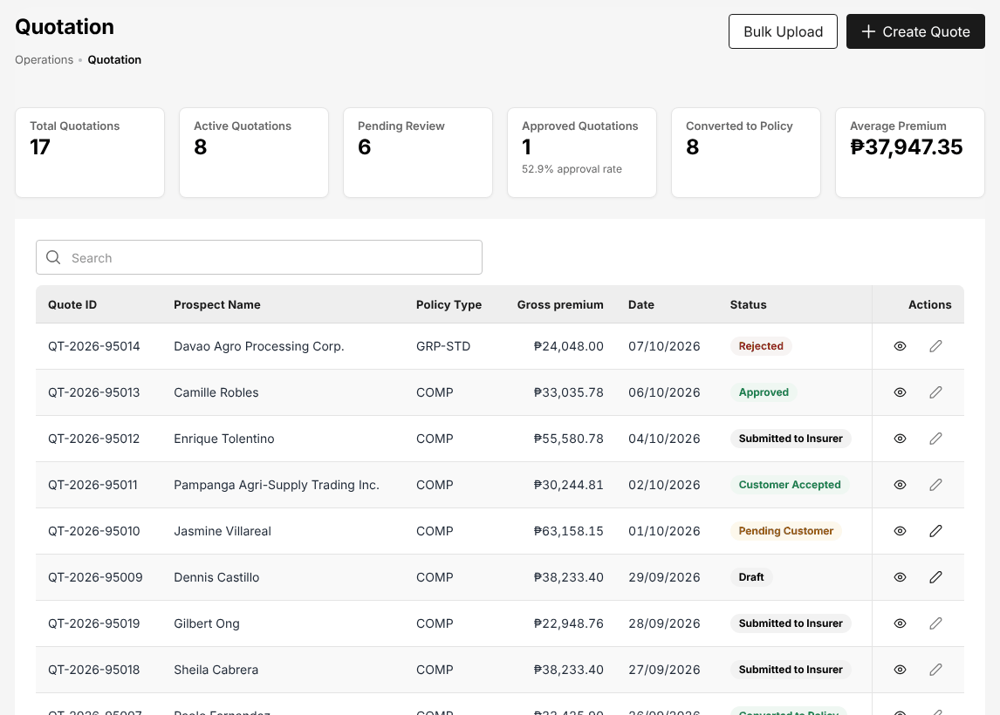 Quotation
Bulk Upload
Create Quote
Operations • Quotation
Total Quotations
17
Active Quotations
8
Pending Review
6
Approved Quotations
1
52.9% approval rate
Converted to Policy
8
Average Premium
₱37,947.35
Search
Quote ID Prospect Name Policy Type Gross premium Date Status Actions
QT-2026-95014 Davao Agro Processing Corp. GRP-STD ₱24,048.00 07/10/2026 Rejected
QT-2026-95013 Camille Robles COMP ₱33,035.78 06/10/2026 Approved
QT-2026-95012 Enrique Tolentino COMP ₱55,580.78 04/10/2026 Submitted to Insurer
QT-2026-95011 Pampanga Agri-Supply Trading Inc. COMP ₱30,244.81 02/10/2026 Customer Accepted
QT-2026-95010 Jasmine Villareal COMP ₱63,158.15 01/10/2026 Pending Customer
QT-2026-95009 Dennis Castillo COMP ₱38,233.40 29/09/2026 Draft
QT-2026-95019 Gilbert Ong COMP ₱22,948.76 28/09/2026 Submitted to Insurer
QT-2026-95018 Sheila Cabrera COMP ₱38,233.40 27/09/2026 Submitted to Insurer
COMP 26/09/2026 Converted to Policy